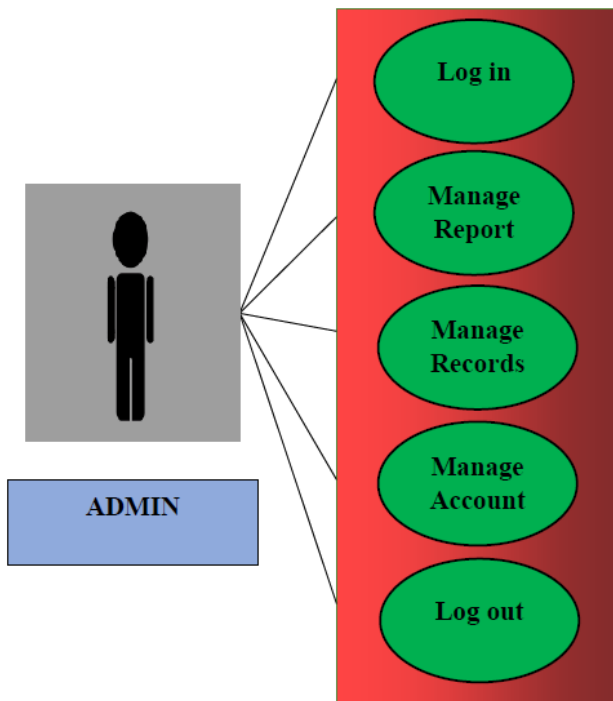 Log in
Manage
Report
Manage
Records
Manage
Account
Log out
ADMIN